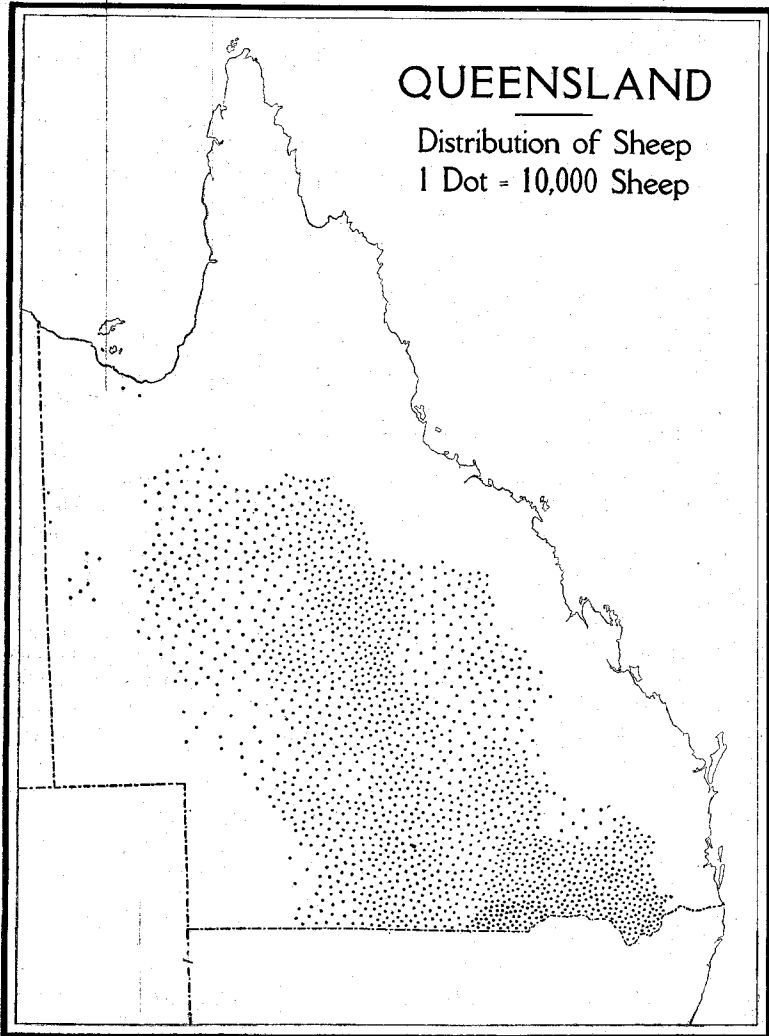 QUEENSLAND
Distribution of Sheep
1 Dot = 10,000 Sheep